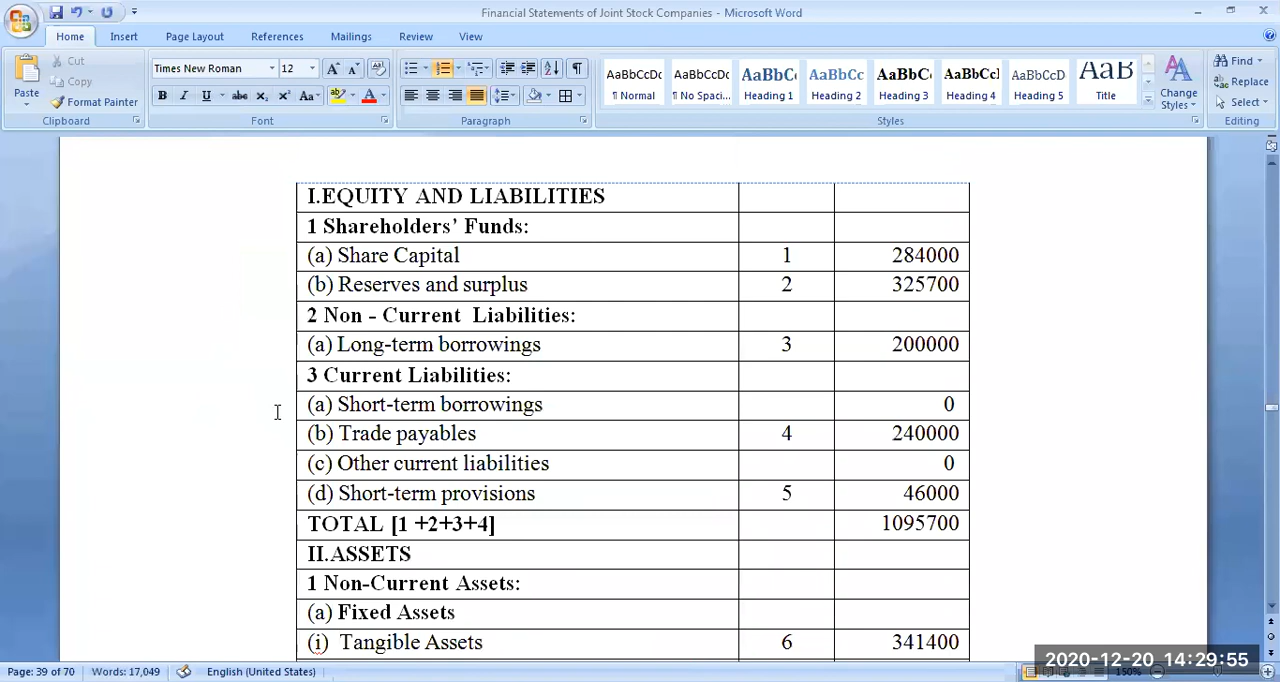 Financial Statements of Joint Stock Companies - Microsoft Word
Home Insert Page Layout References Mailings Review View
Paste
Cut
Copy
Format Painter
Clipboard
Times New Roman 12
Font
Paragraph
AaBbCcDc AaBbCcDc AaBbCc AaBbCc AaBbCc AaBbCcl AaBbCcD AaB
¶ Normal ¶ No Spaci... Heading 1 Heading 2 Heading 3 Heading 4 Heading 5 Title
Change Styles
Styles
Find
Replace
Select
Editing
I.EQUITY AND LIABILITIES
1 Shareholders’ Funds:
(a) Share Capital 1 284000
(b) Reserves and surplus 2 325700
2 Non - Current Liabilities:
(a) Long-term borrowings 3 200000
3 Current Liabilities:
(a) Short-term borrowings 0
(b) Trade payables 4 240000
(c) Other current liabilities 0
(d) Short-term provisions 5 46000
TOTAL [1 +2+3+4] 1095700
II.ASSETS
1 Non-Current Assets:
(a) Fixed Assets
(i) Tangible Assets 6 341400
2020-12-20 14:29:55
Page: 39 of 70 Words: 17,049 English (United States) 150%